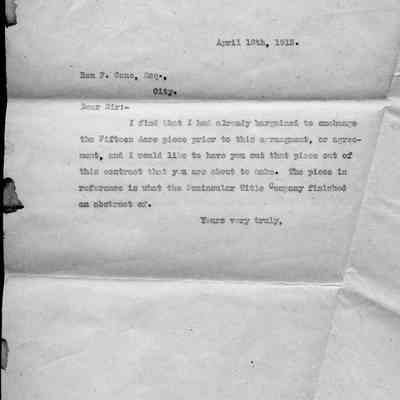 April 18th, 1912.
Ben F. Cone, Esq.,
City.
Dear Sir:-
I find that I had already bargained to exchange
the Fifteen Acre piece prior to this arrangment, or agree-
ment, and I would like to have you cut that piece out of
this contract that you are about to make. The piece in
reference is what the Peninsular Title Company finished
an abstract of.
Yours very truly,